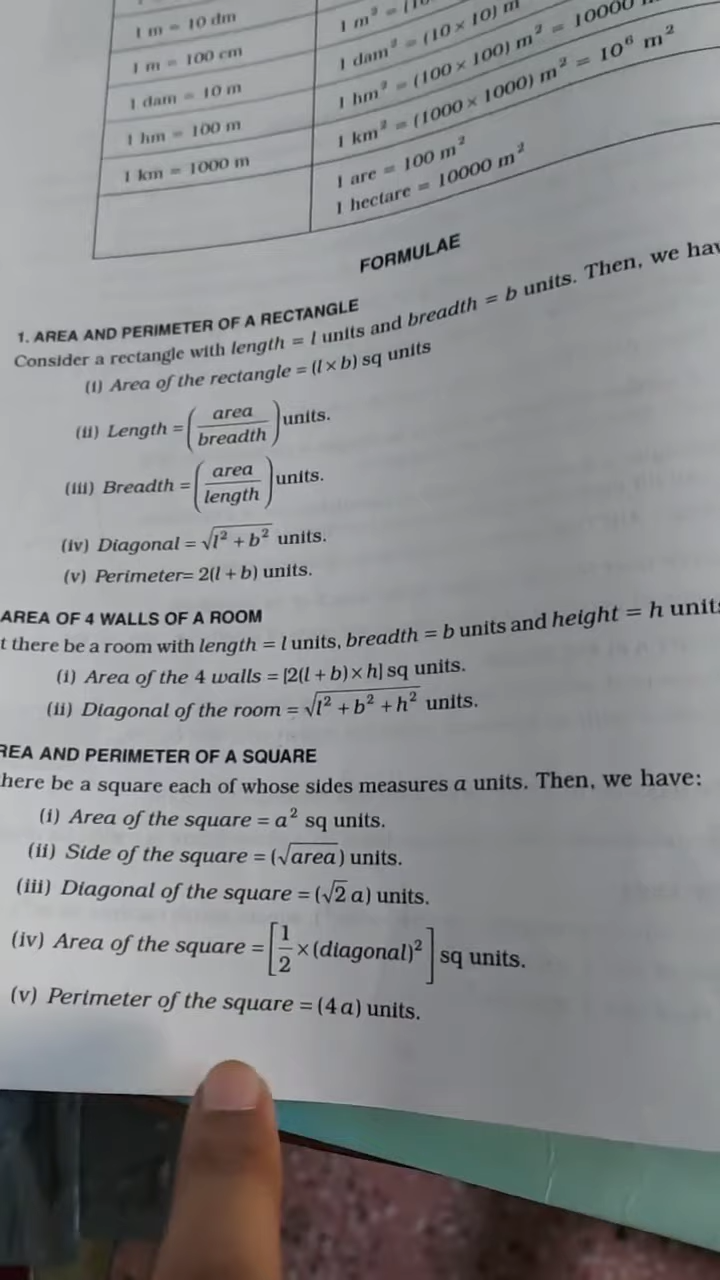 1 m = 10 dm
1 m = 100 cm
1 dam = 10 m
1 hm = 100 m
1 km = 1000 m
1 m² = (10
1 dam² = (10 × 10) m
1 hm² = (100 × 100) m² = 10000
1 km² = (1000 × 1000) m² = 10⁶ m²
1 are = 100 m²
1 hectare = 10000 m²
FORMULAE
1. AREA AND PERIMETER OF A RECTANGLE
Consider a rectangle with length = l units and breadth = b units. Then, we hav
(i) Area of the rectangle = (l × b) sq units
(ii) Length = (area/breadth) units.
(iii) Breadth = (area/length) units.
(iv) Diagonal = √(l² + b²) units.
(v) Perimeter= 2(l + b) units.
AREA OF 4 WALLS OF A ROOM
t there be a room with length = l units, breadth = b units and height = h units
(i) Area of the 4 walls = [2(l + b) × h] sq units.
(ii) Diagonal of the room = √(l² + b² + h²) units.
REA AND PERIMETER OF A SQUARE
here be a square each of whose sides measures a units. Then, we have:
(i) Area of the square = a² sq units.
(ii) Side of the square = (√area) units.
(iii) Diagonal of the square = (√2 a) units.
(iv) Area of the square = [1/2 × (diagonal)²] sq units.
(v) Perimeter of the square = (4a) units.